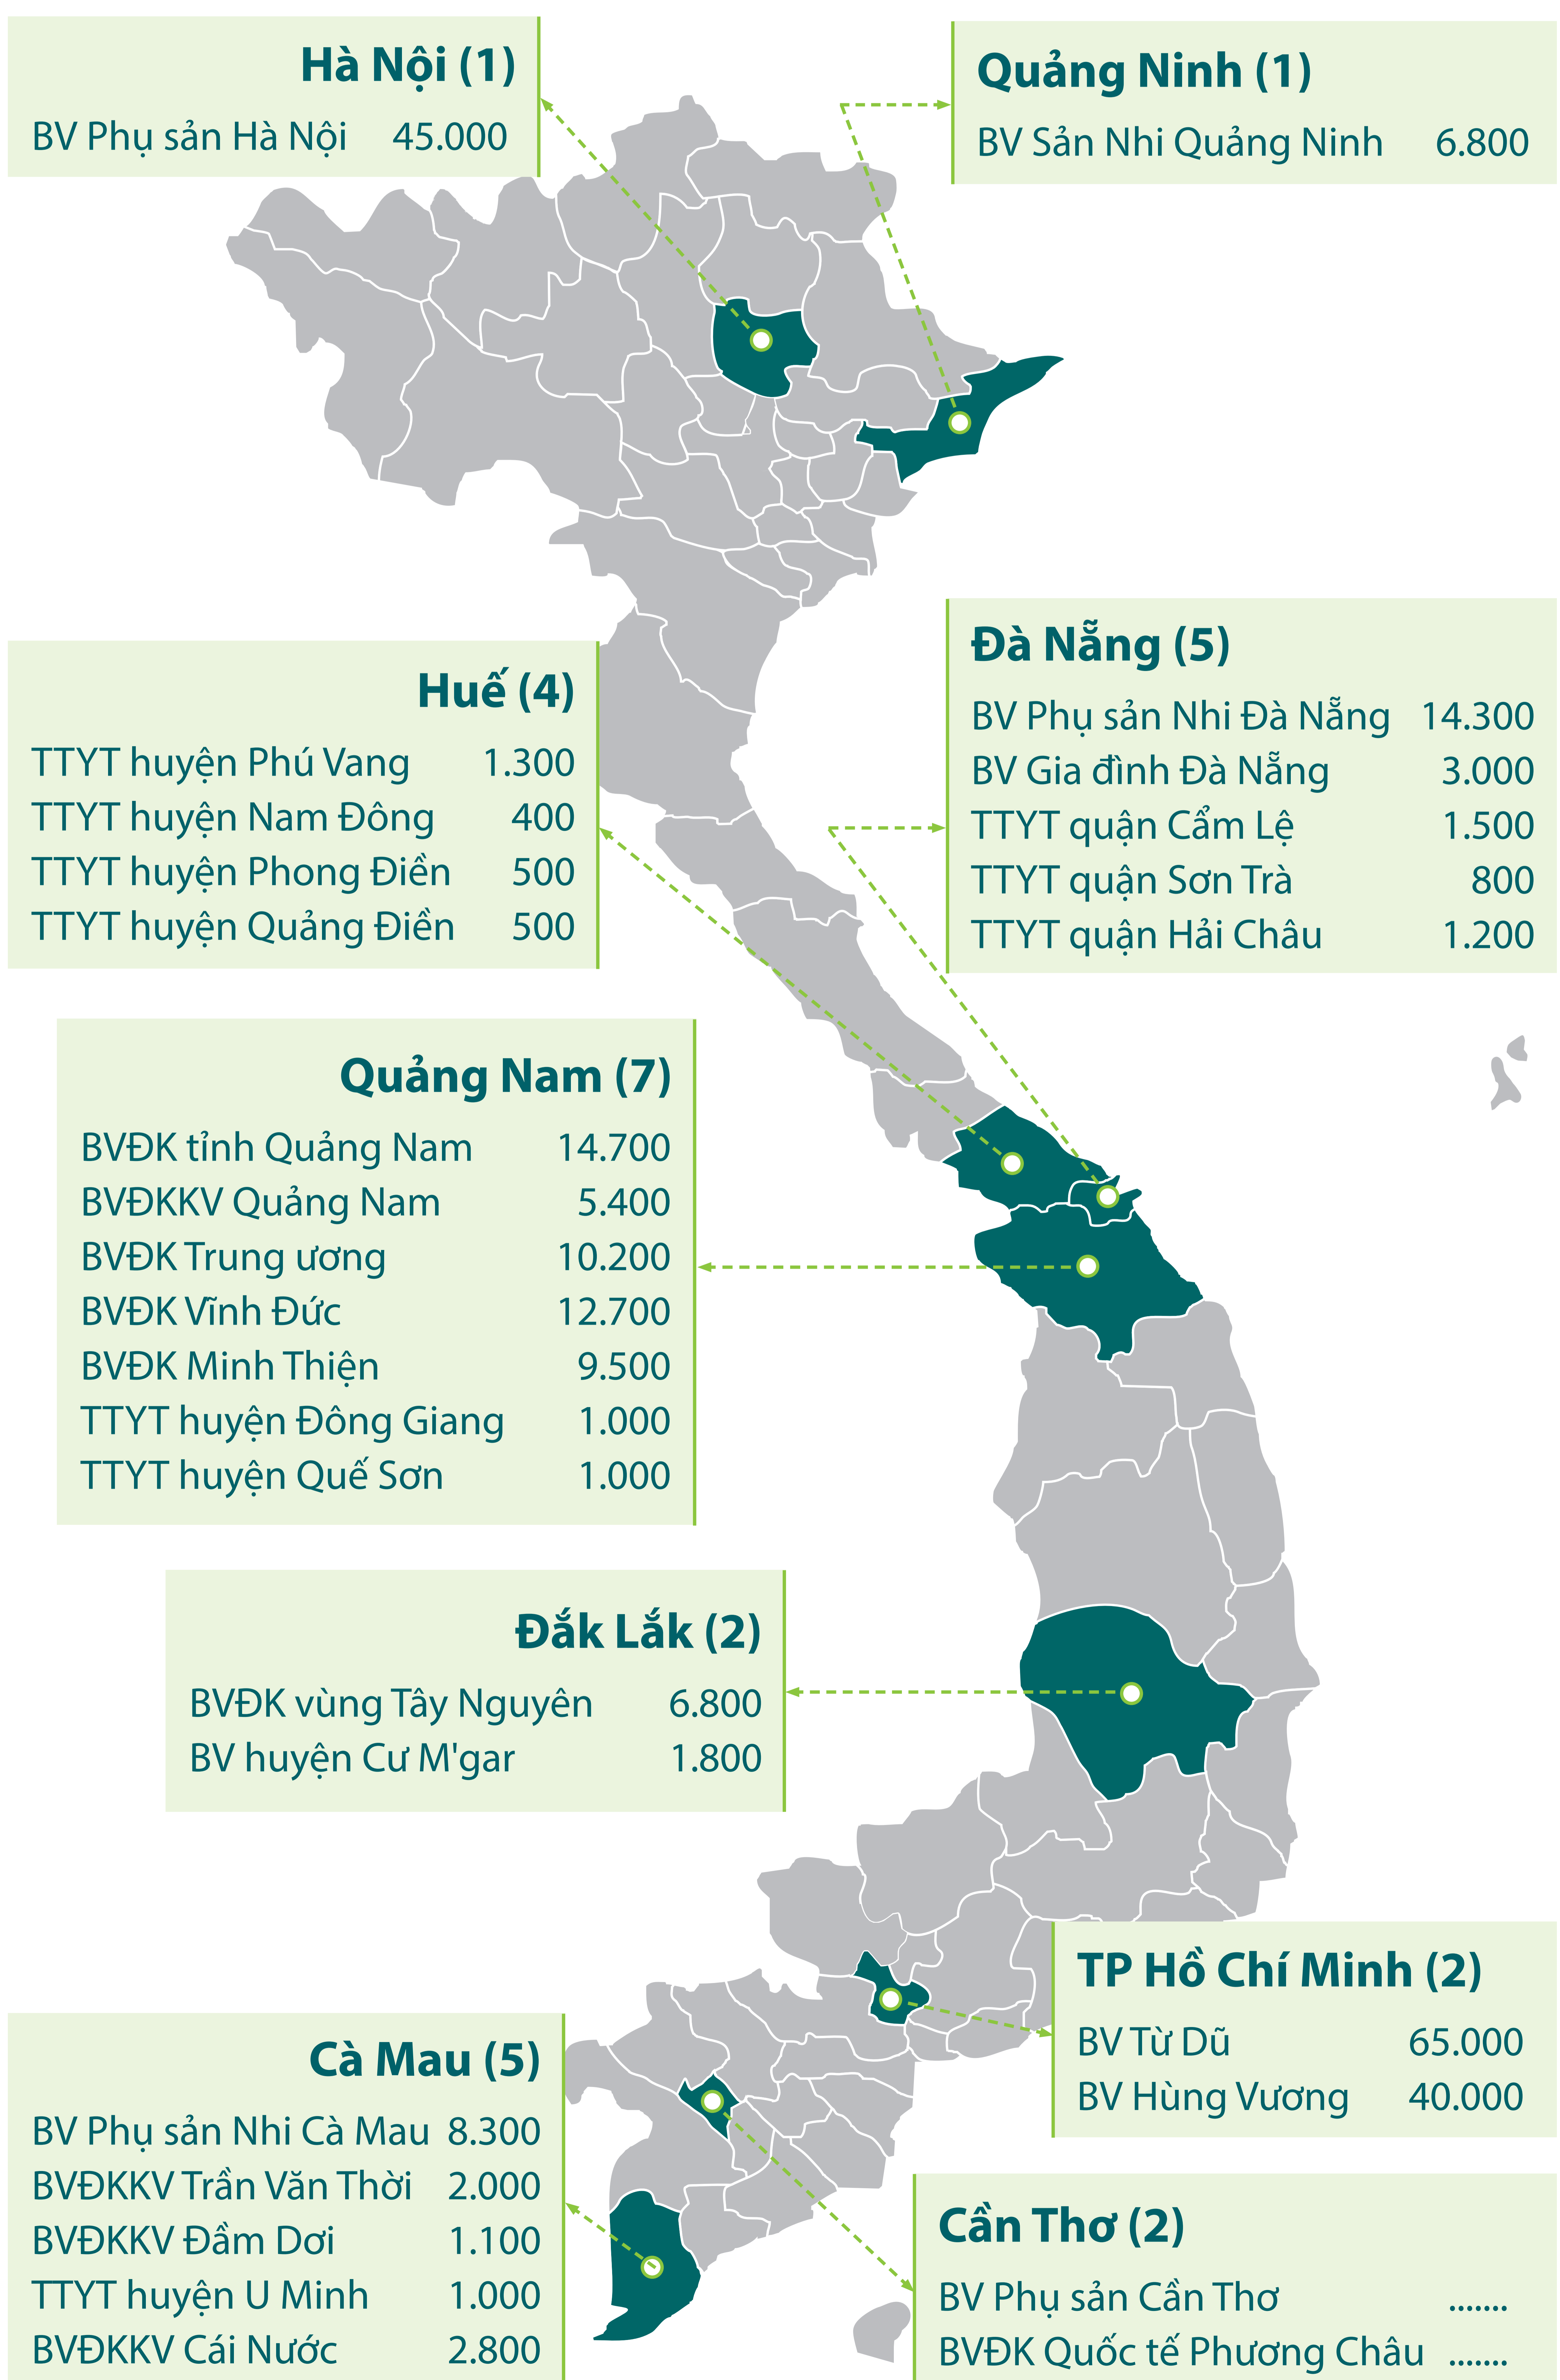 Hà Nội (1)
BV Phụ sản Hà Nội 45.000
Quảng Ninh (1)
BV Sản Nhi Quảng Ninh 6.800
Huế (4)
TTYT huyện Phú Vang 1.300
TTYT huyện Nam Đông 400
TTYT huyện Phong Điền 500
TTYT huyện Quảng Điền 500
Đà Nẵng (5)
BV Phụ sản Nhi Đà Nẵng 14.300
BV Gia đình Đà Nẵng 3.000
TTYT quận Cẩm Lệ 1.500
TTYT quận Sơn Trà 800
TTYT quận Hải Châu 1.200
Quảng Nam (7)
BVĐK tỉnh Quảng Nam 14.700
BVĐKKV Quảng Nam 5.400
BVĐK Trung ương 10.200
BVĐK Vĩnh Đức 12.700
BVĐK Minh Thiện 9.500
TTYT huyện Đông Giang 1.000
TTYT huyện Quế Sơn 1.000
Đắk Lắk (2)
BVĐK vùng Tây Nguyên 6.800
BV huyện Cư M'gar 1.800
TP Hồ Chí Minh (2)
BV Từ Dũ 65.000
BV Hùng Vương 40.000
Cà Mau (5)
BV Phụ sản Nhi Cà Mau 8.300
BVĐKKV Trần Văn Thời 2.000
BVĐKKV Đầm Dơi 1.100
TTYT huyện U Minh 1.000
BVĐKKV Cái Nước 2.800
Cần Thơ (2)
BV Phụ sản Cần Thơ .......
BVĐK Quốc tế Phương Châu .......